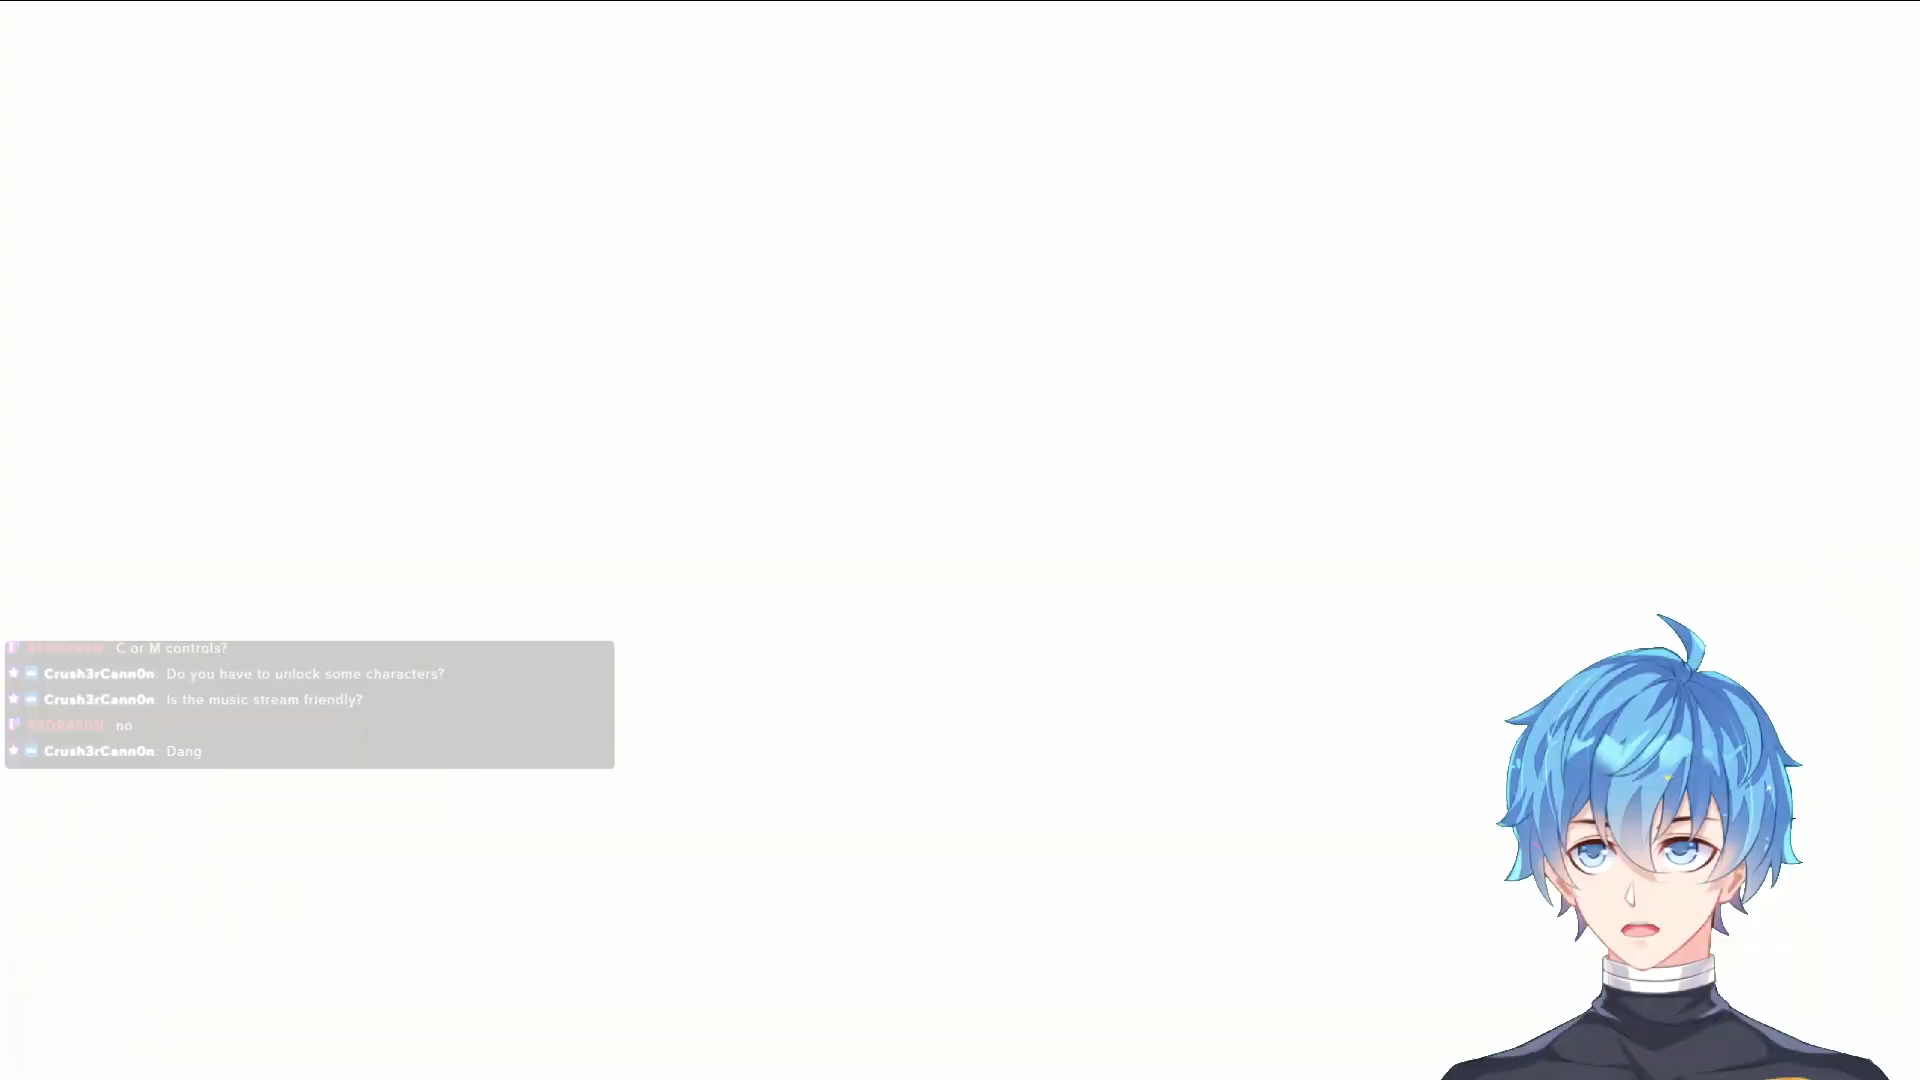 C or M controls?
Crush3rCann0n: Do you have to unlock some characters?
Crush3rCann0n: Is the music stream friendly?
no
Crush3rCann0n: Dang